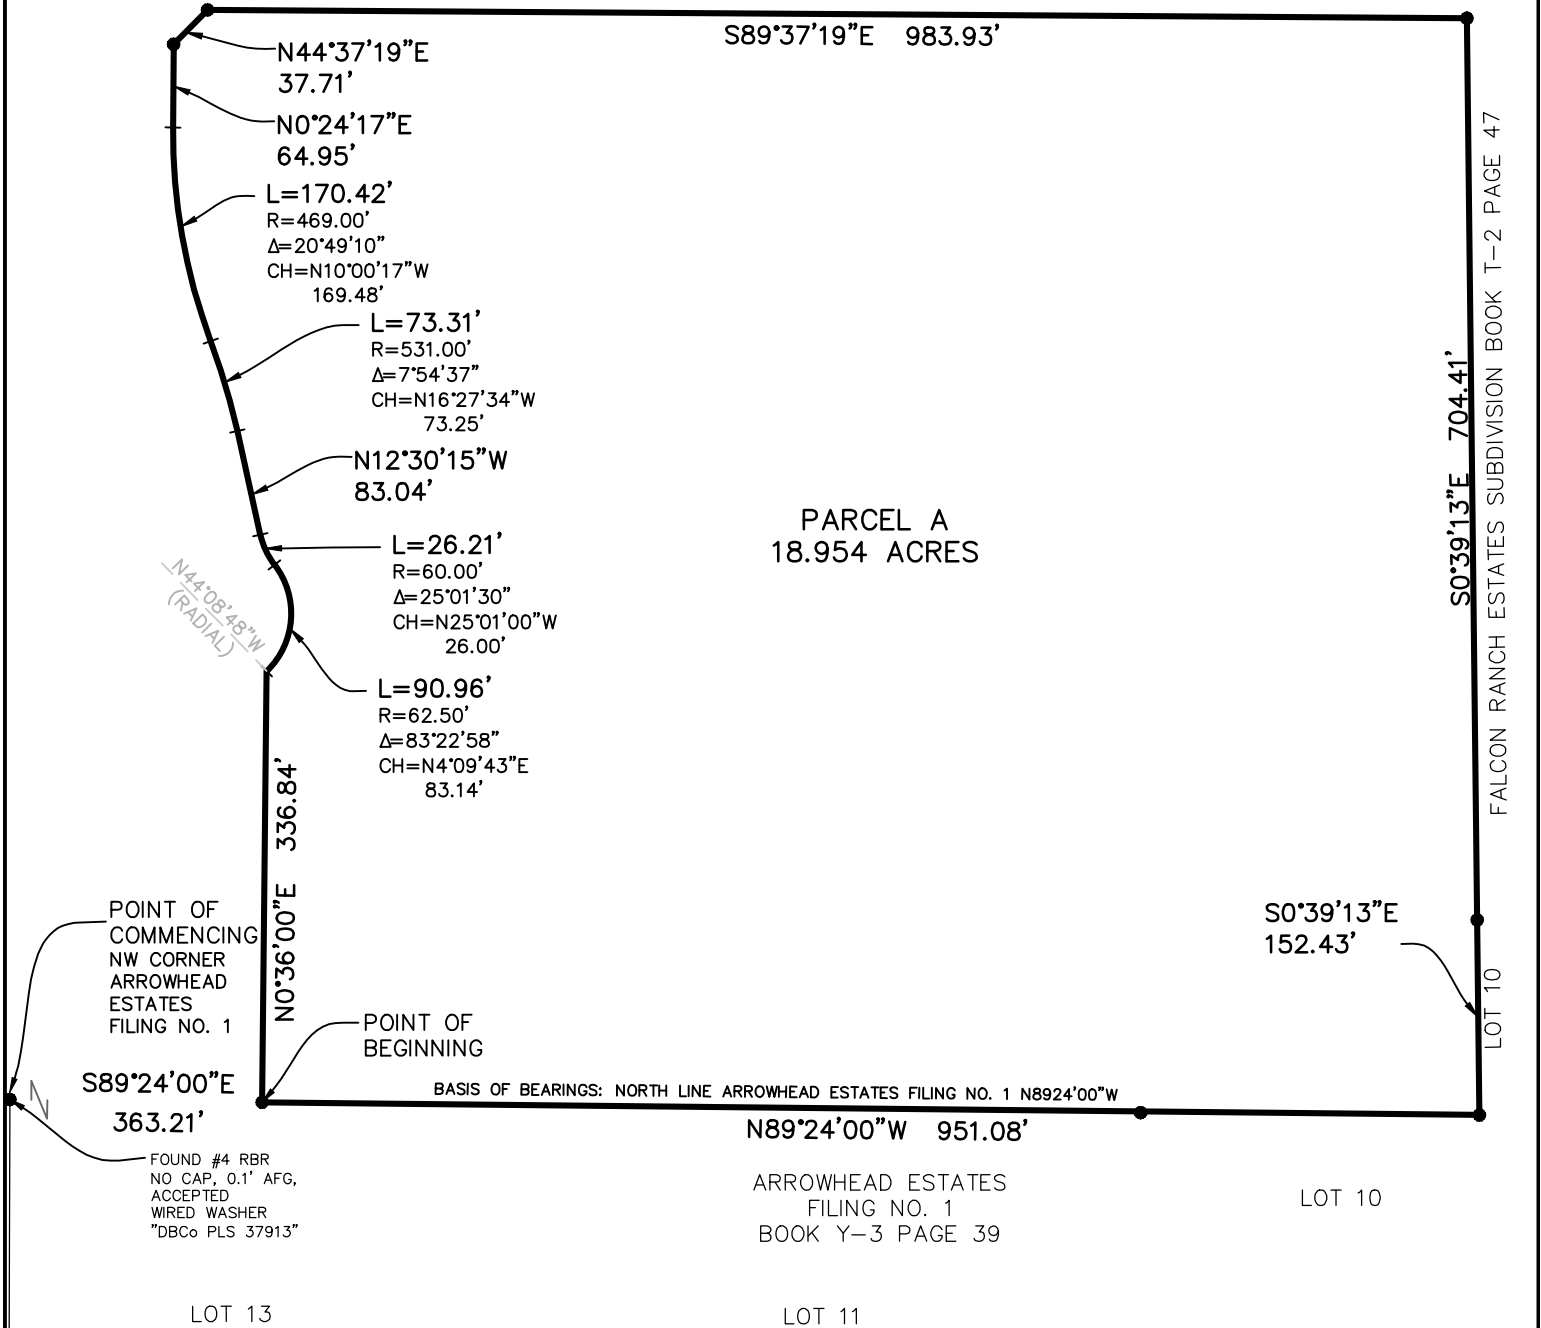 S89°37'19"E 983.93'
N44°37'19"E
37.71'
N0°24'17"E
64.95'
L=170.42'
R=469.00'
Δ=20°49'10"
CH=N10°00'17"W
169.48'
L=73.31'
R=531.00'
Δ=7°54'37"
CH=N16°27'34"W
73.25'
N12°30'15"W
83.04'
PARCEL A
18.954 ACRES
L=26.21'
R=60.00'
Δ=25°01'30"
CH=N25°01'00"W
26.00'
N44°08'48"W
(RADIAL)
L=90.96'
R=62.50'
Δ=83°22'58"
CH=N4°09'43"E
83.14'
N0°36'00"E 336.84'
S0°39'13"E 704.41'
FALCON RANCH ESTATES SUBDIVISION BOOK T-2 PAGE 47
S0°39'13"E
152.43'
LOT 10
POINT OF
COMMENCING
NW CORNER
ARROWHEAD
ESTATES
FILING NO. 1
POINT OF
BEGINNING
S89°24'00"E
363.21'
BASIS OF BEARINGS: NORTH LINE ARROWHEAD ESTATES FILING NO. 1 N8924'00"W
N89°24'00"W 951.08'
FOUND #4 RBR
NO CAP, 0.1' AFG,
ACCEPTED
WIRED WASHER
"DBCo PLS 37913"
ARROWHEAD ESTATES
FILING NO. 1
BOOK Y-3 PAGE 39
LOT 10
LOT 13
LOT 11